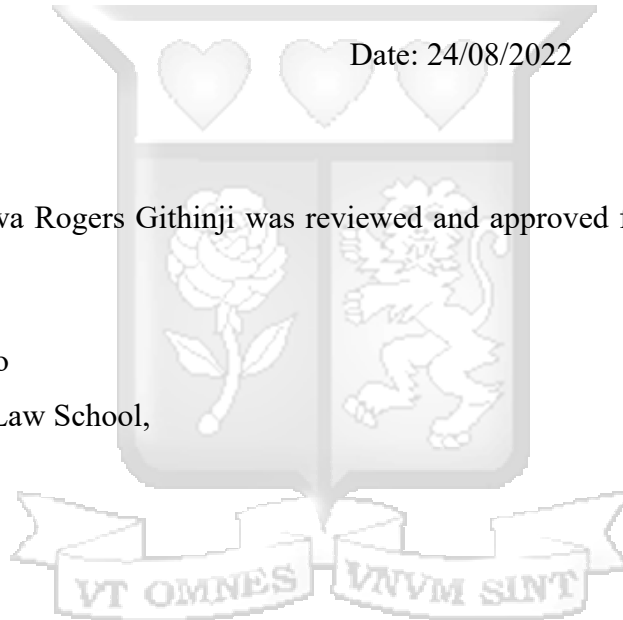 Date: 24/08/2022
wa Rogers Githinji was reviewed and approved
o
Law School,
VT OMNES VNVM SINT